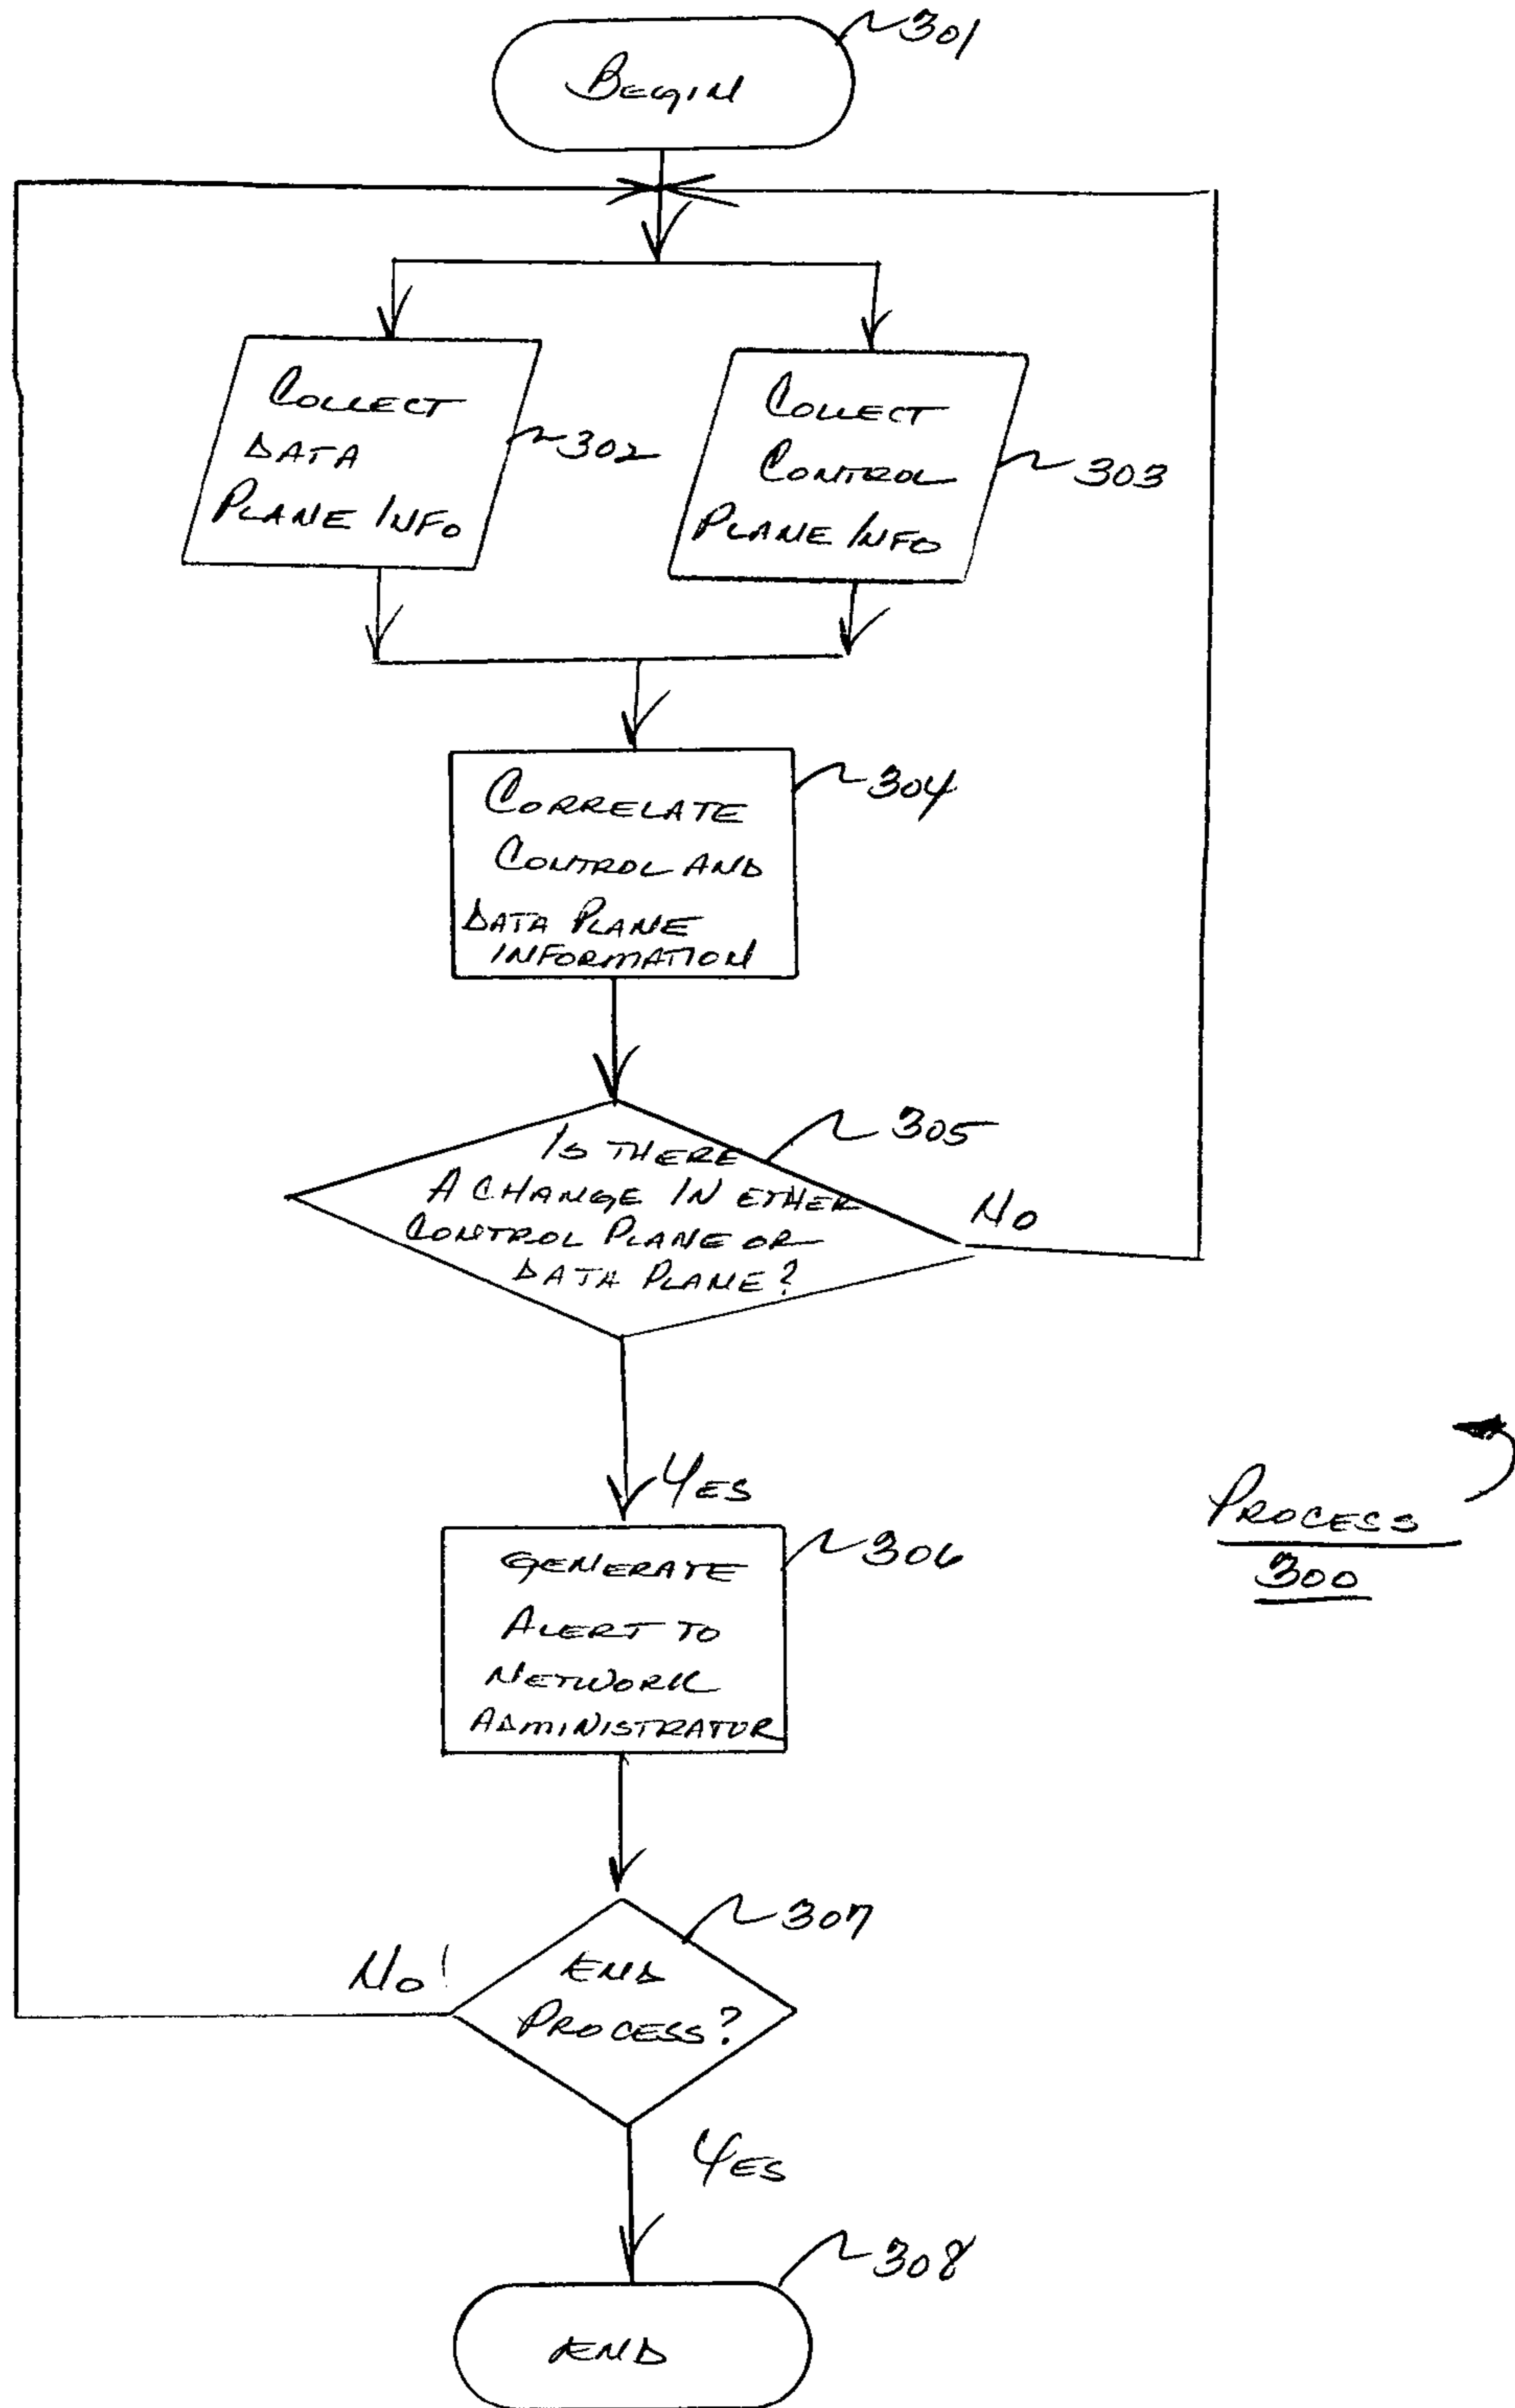 Begin
301
Collect
Data
Plane Info
302
Collect
Control
Plane Info
303
Correlate
Control and
Data Plane
Information
304
Is there
a change in ether
Control Plane or
Data Plane?
305
No
Yes
Generate
Alert to
Network
Administrator
306
Process
300
End
Process?
307
No
Yes
End
308